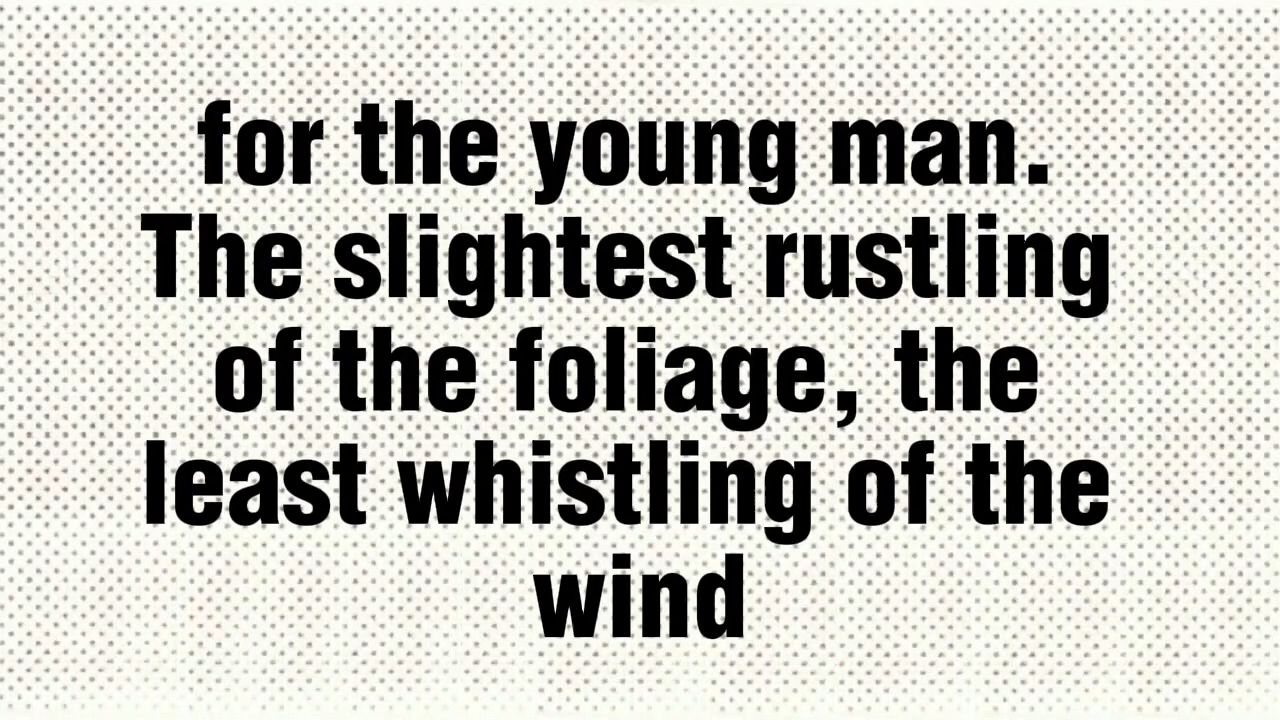 for the young man.
The slightest rustling
of the foliage, the
least whistling of the
wind